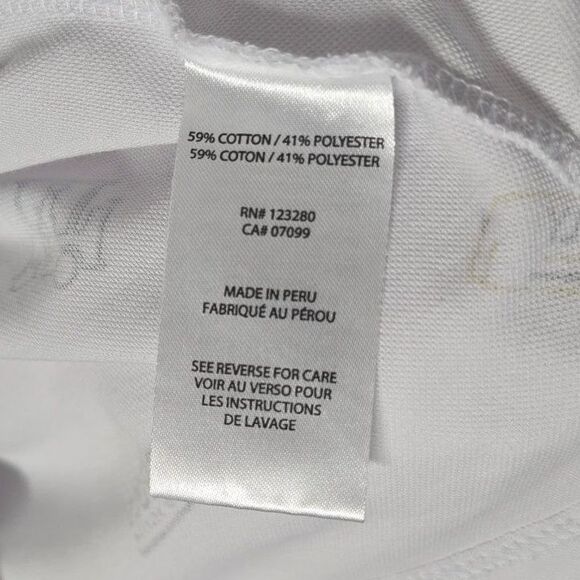 59% COTTON / 41% POLYESTER
59% COTON / 41% POLYESTER
RN# 123280
CA# 07099
MADE IN PERU
FABRIQUÉ AU PÉROU
SEE REVERSE FOR CARE
VOIR AU VERSO POUR
LES INSTRUCTIONS
DE LAVAGE